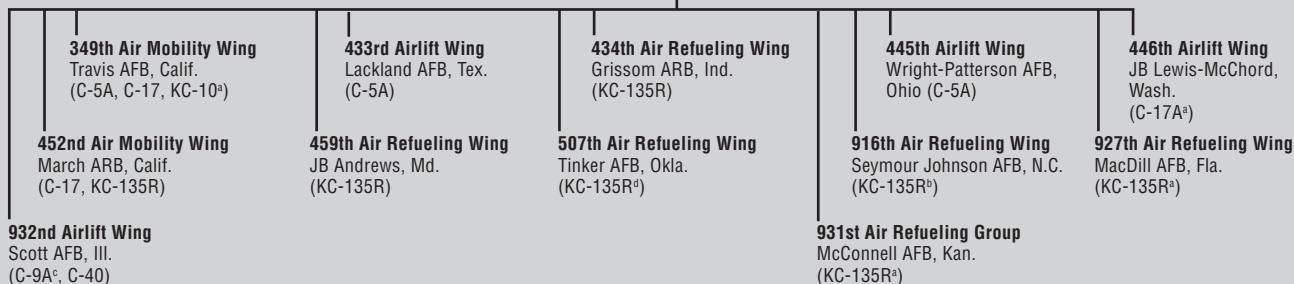 349th Air Mobility Wing
Travis AFB, Calif.
(C-5A, C-17, KC-10ᵃ)
433rd Airlift Wing
Lackland AFB, Tex.
(C-5A)
434th Air Refueling Wing
Grissom ARB, Ind.
(KC-135R)
445th Airlift Wing
Wright-Patterson AFB,
Ohio (C-5A)
446th Airlift Wing
JB Lewis-McChord,
Wash.
(C-17Aᵃ)
452nd Air Mobility Wing
March ARB, Calif.
(C-17, KC-135R)
459th Air Refueling Wing
JB Andrews, Md.
(KC-135R)
507th Air Refueling Wing
Tinker AFB, Okla.
(KC-135Rᵈ)
916th Air Refueling Wing
Seymour Johnson AFB, N.C.
(KC-135Rᵇ)
927th Air Refueling Wing
MacDill AFB, Fla.
(KC-135Rᵃ)
932nd Airlift Wing
Scott AFB, Ill.
(C-9Aᶜ, C-40)
931st Air Refueling Group
McConnell AFB, Kan.
(KC-135Rᵃ)